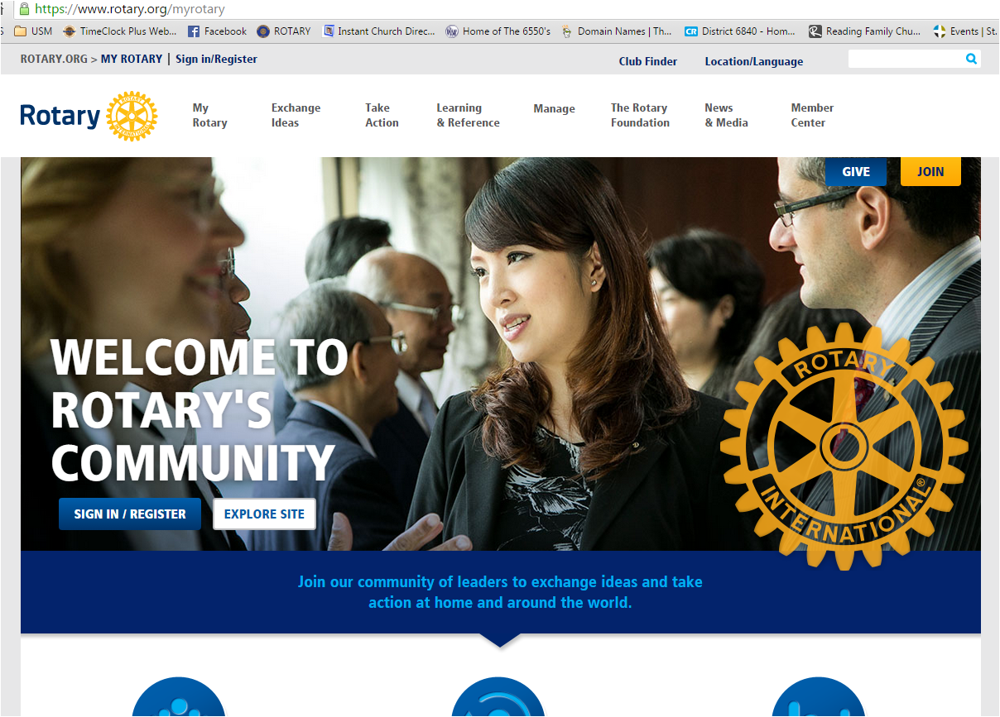 https://www.rotary.org/myrotary
USM TimeClock Plus Web... Facebook ROTARY Instant Church Direc... Home of The 6550's Domain Names | Th... CR District 6840 - Hom... Reading Family Chu... Events | St.
ROTARY.ORG > MY ROTARY | Sign in/Register Club Finder Location/Language
Rotary
ROTARY
INTERNATIONAL
My
Rotary
Exchange
Ideas
Take
Action
Learning
& Reference
Manage
The Rotary
Foundation
News
& Media
Member
Center
GIVE JOIN
WELCOME TO
ROTARY'S
COMMUNITY
ROTARY
INTERNATIONAL®
SIGN IN / REGISTER EXPLORE SITE
Join our community of leaders to exchange ideas and take
action at home and around the world.